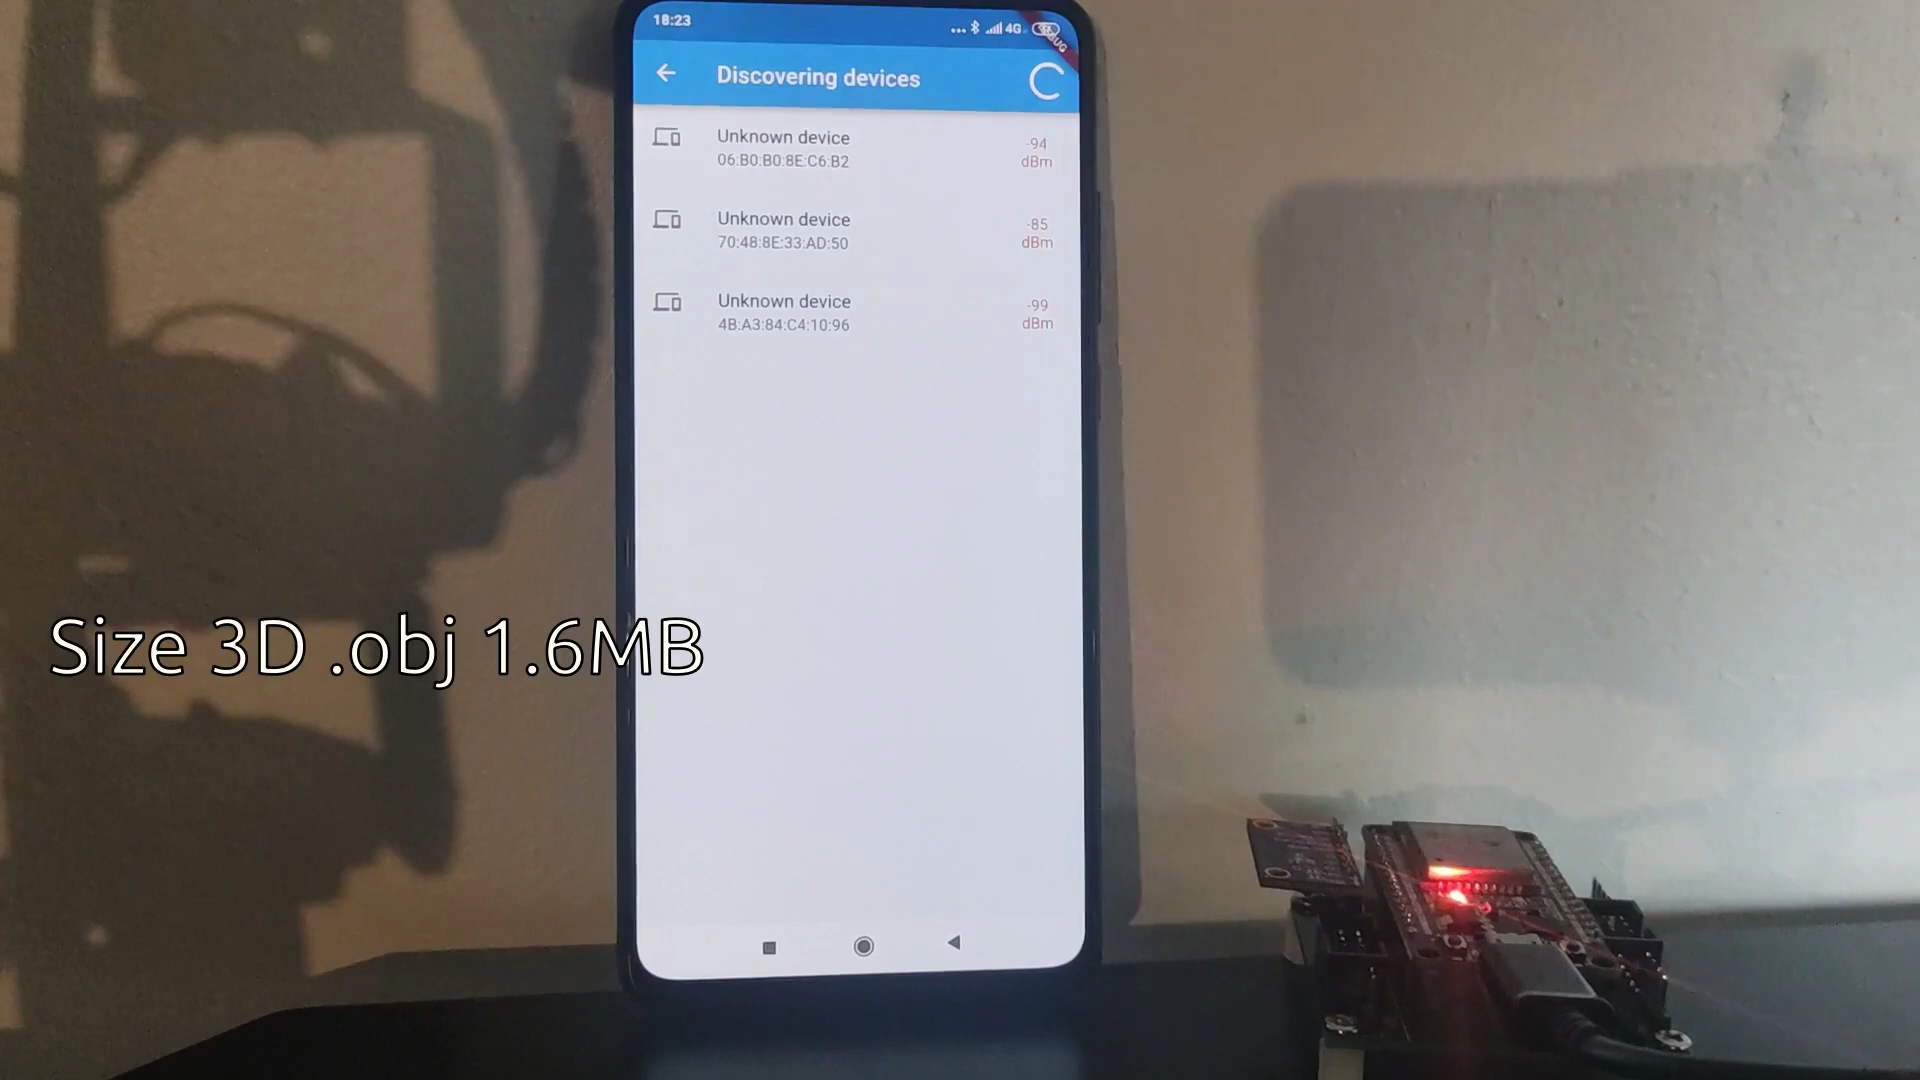 18:23
4G
Discovering devices
Unknown device
06:B0:B0:8E:C6:B2
-94
dBm
Unknown device
70:48:8E:33:AD:50
-85
dBm
Unknown device
4B:A3:84:C4:10:96
-99
dBm
Size 3D .obj 1.6MB